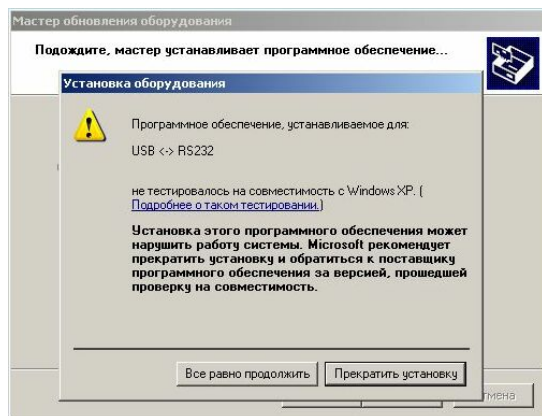 Мастер обновления оборудования
Подождите, мастер устанавливает программное обеспечение...
Установка оборудования
Программное обеспечение, устанавливаемое для:
USB <-> RS232
не тестировалось на совместимость с Windows XP. (
Подробнее о таком тестировании.)
Установка этого программного обеспечения может
нарушить работу системы. Microsoft рекомендует
прекратить установку и обратиться к поставщику
программного обеспечения за версией, прошедшей
проверку на совместимость.
Все равно продолжить
Прекратить установку